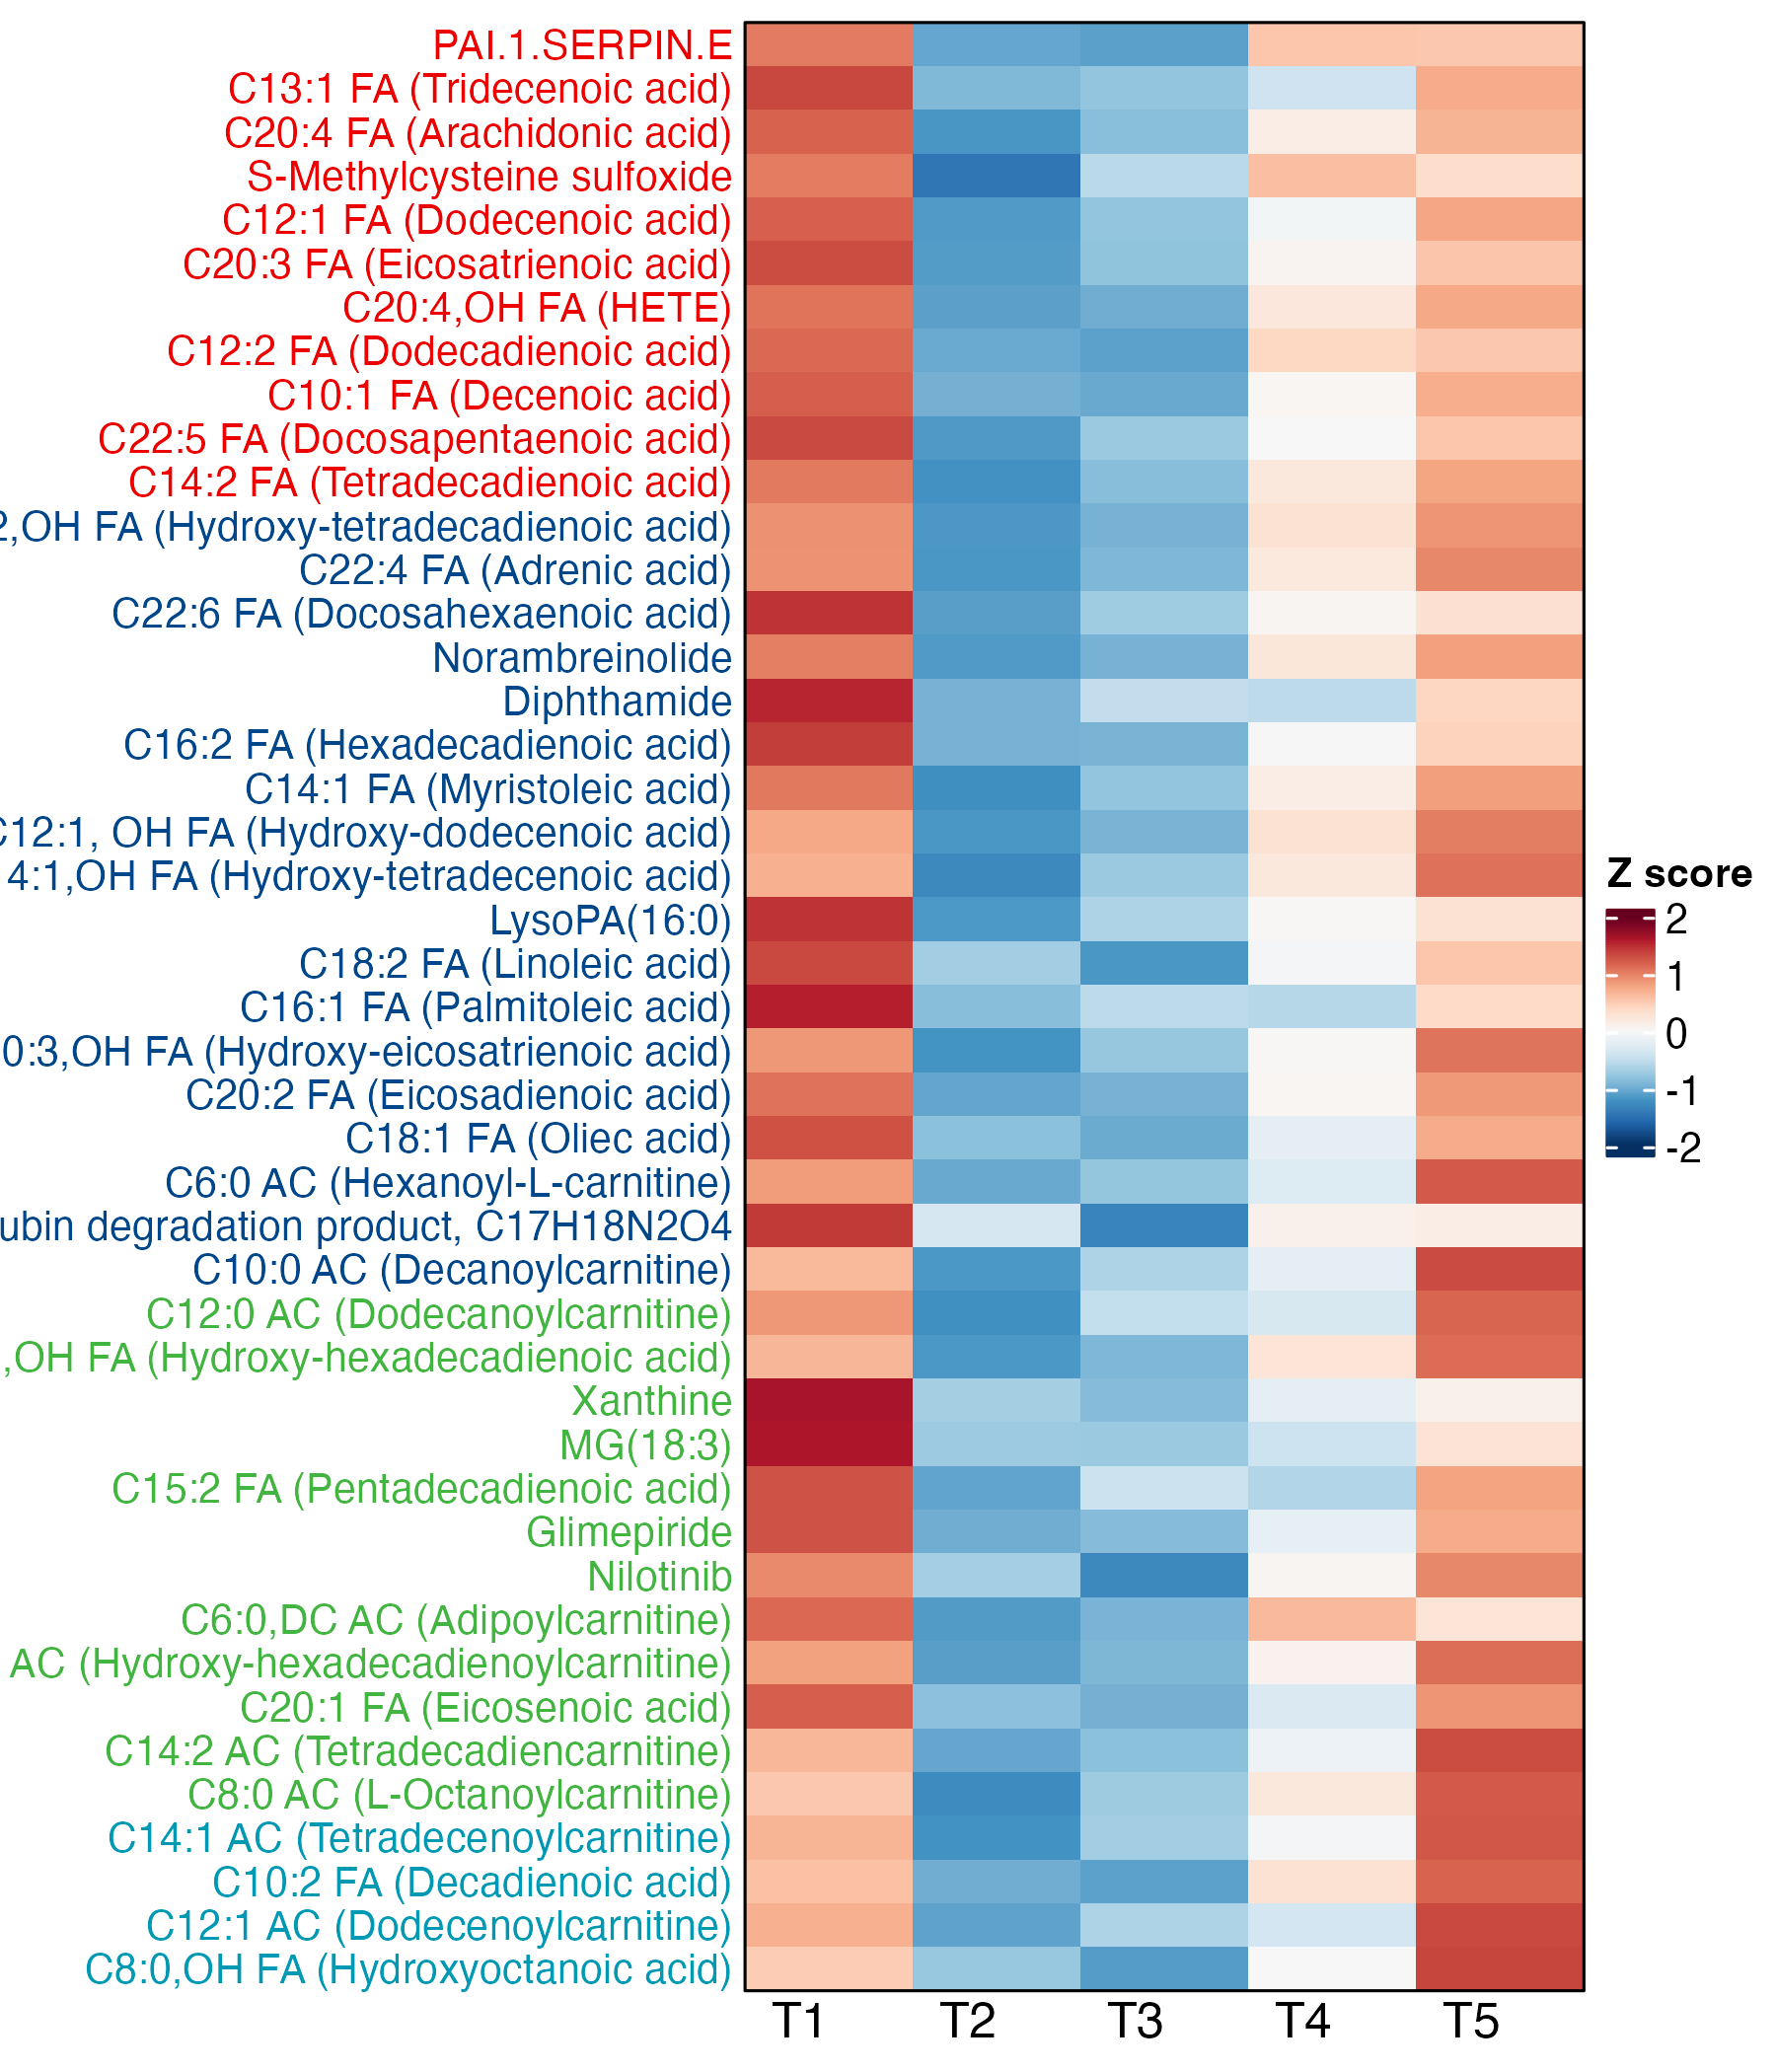 PAI.1.SERPIN.E
C13:1 FA (Tridecenoic acid)
C20:4 FA (Arachidonic acid)
S-Methylcysteine sulfoxide
C12:1 FA (Dodecenoic acid)
C20:3 FA (Eicosatrienoic acid)
C20:4,OH FA (HETE)
C12:2 FA (Dodecadienoic acid)
C10:1 FA (Decenoic acid)
C22:5 FA (Docosapentaenoic acid)
C14:2 FA (Tetradecadienoic acid)
2,OH FA (Hydroxy-tetradecadienoic acid)
C22:4 FA (Adrenic acid)
C22:6 FA (Docosahexaenoic acid)
Norambreinolide
Diphthamide
C16:2 FA (Hexadecadienoic acid)
C14:1 FA (Myristoleic acid)
C12:1, OH FA (Hydroxy-dodecenoic acid)
4:1,OH FA (Hydroxy-tetradecenoic acid)
LysoPA(16:0)
C18:2 FA (Linoleic acid)
C16:1 FA (Palmitoleic acid)
0:3,OH FA (Hydroxy-eicosatrienoic acid)
C20:2 FA (Eicosadienoic acid)
C18:1 FA (Oliec acid)
C6:0 AC (Hexanoyl-L-carnitine)
ubin degradation product, C17H18N2O4
C10:0 AC (Decanoylcarnitine)
C12:0 AC (Dodecanoylcarnitine)
,OH FA (Hydroxy-hexadecadienoic acid)
Xanthine
MG(18:3)
C15:2 FA (Pentadecadienoic acid)
Glimepiride
Nilotinib
C6:0,DC AC (Adipoylcarnitine)
AC (Hydroxy-hexadecadienoylcarnitine)
C20:1 FA (Eicosenoic acid)
C14:2 AC (Tetradecadiencarnitine)
C8:0 AC (L-Octanoylcarnitine)
C14:1 AC (Tetradecenoylcarnitine)
C10:2 FA (Decadienoic acid)
C12:1 AC (Dodecenoylcarnitine)
C8:0,OH FA (Hydroxyoctanoic acid)
T1 T2 T3 T4 T5
Z score
2
1
0
-1
-2